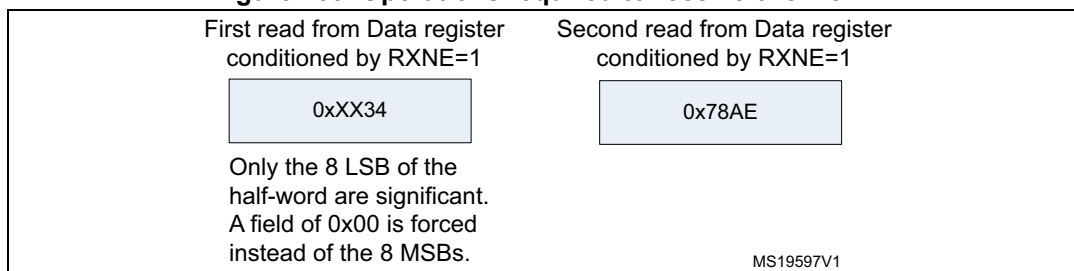 First read from Data register
conditioned by RXNE=1
0xXX34
Only the 8 LSB of the
half-word are significant.
A field of 0x00 is forced
instead of the 8 MSBs.
Second read from Data register
conditioned by RXNE=1
0x78AE
MS19597V1